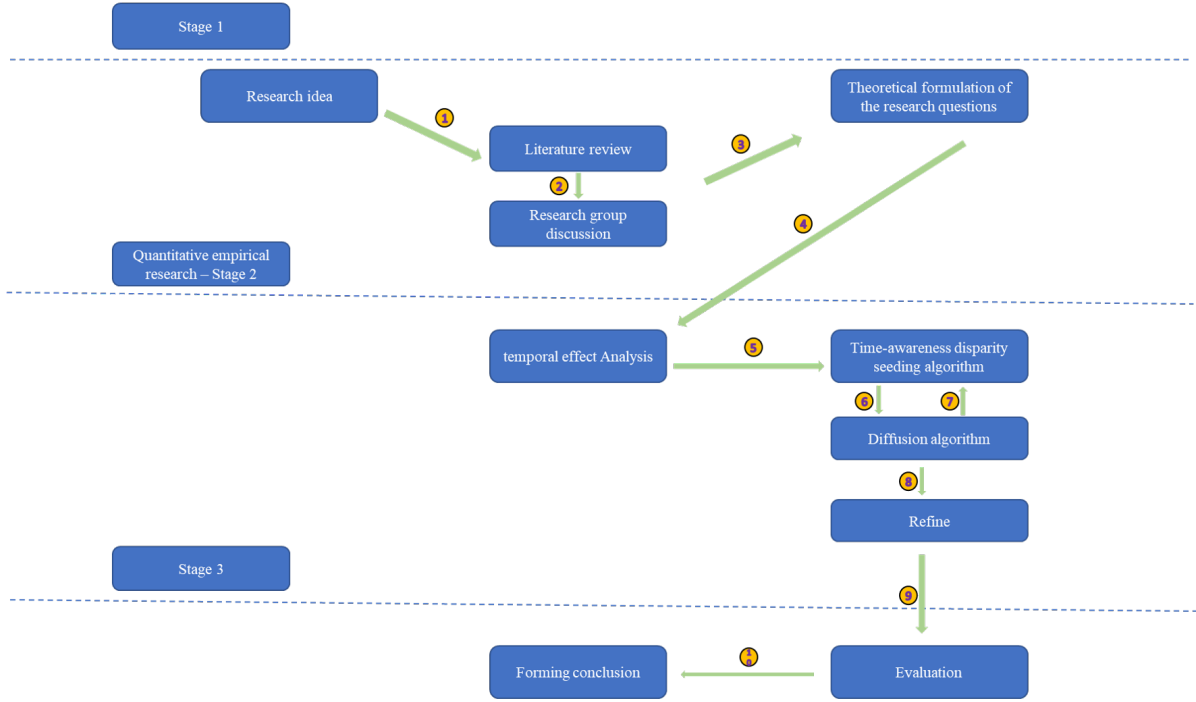 Stage 1
Research idea
Theoretical formulation of
the research questions
1
3
Literature review
2
Research group
discussion
4
Quantitative empirical
research – Stage 2
temporal effect Analysis
5
Time-awareness disparity
seeding algorithm
6
7
Diffusion algorithm
8
Refine
Stage 3
9
10
Forming conclusion
Evaluation